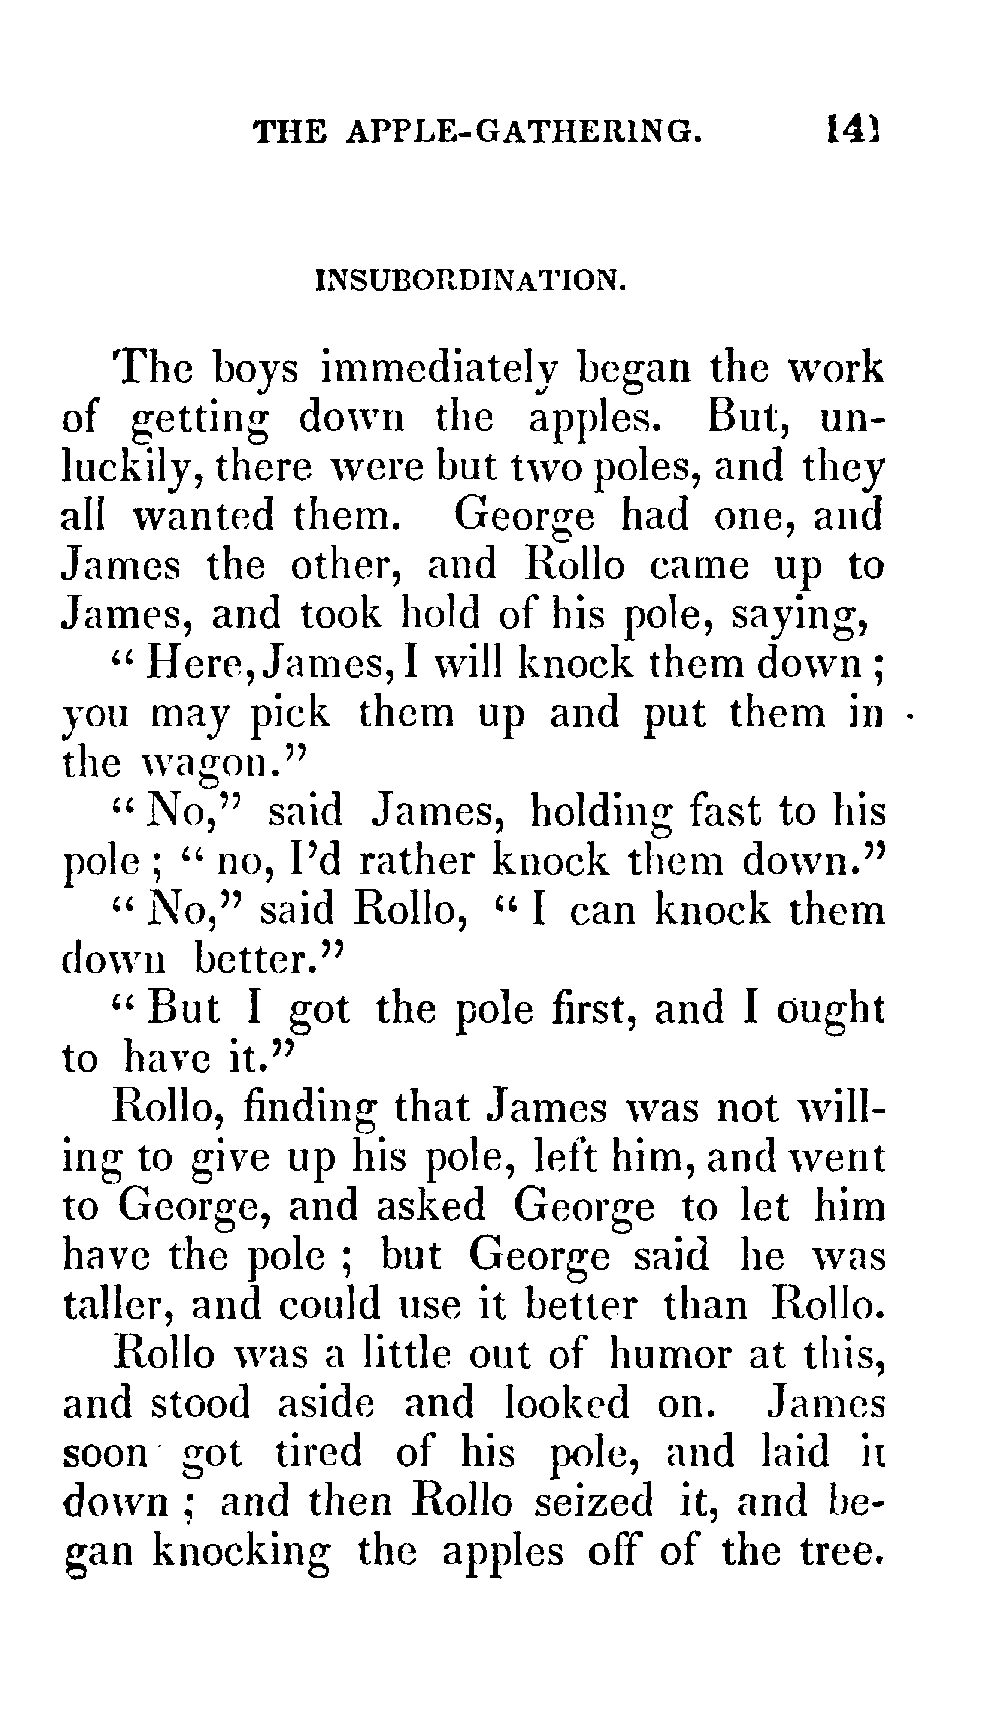 THE APPLE-GATHERING. 141
INSUBORDINATION.
The boys immediately began the work
of getting down the apples. But, un-
luckily, there were but two poles, and they
all wanted them. George had one, and
James the other, and Rollo came up to
James, and took hold of his pole, saying,
“ Here, James, I will knock them down ;
you may pick them up and put them in
the wagon.”
“ No,” said James, holding fast to his
pole ; “ no, I’d rather knock them down.”
“ No,” said Rollo, “ I can knock them
down better.”
“ But I got the pole first, and I ought
to have it.”
Rollo, finding that James was not will-
ing to give up his pole, left him, and went
to George, and asked George to let him
have the pole ; but George said he was
taller, and could use it better than Rollo.
Rollo was a little out of humor at this,
and stood aside and looked on. James
soon got tired of his pole, and laid it
down ; and then Rollo seized it, and be-
gan knocking the apples off of the tree.